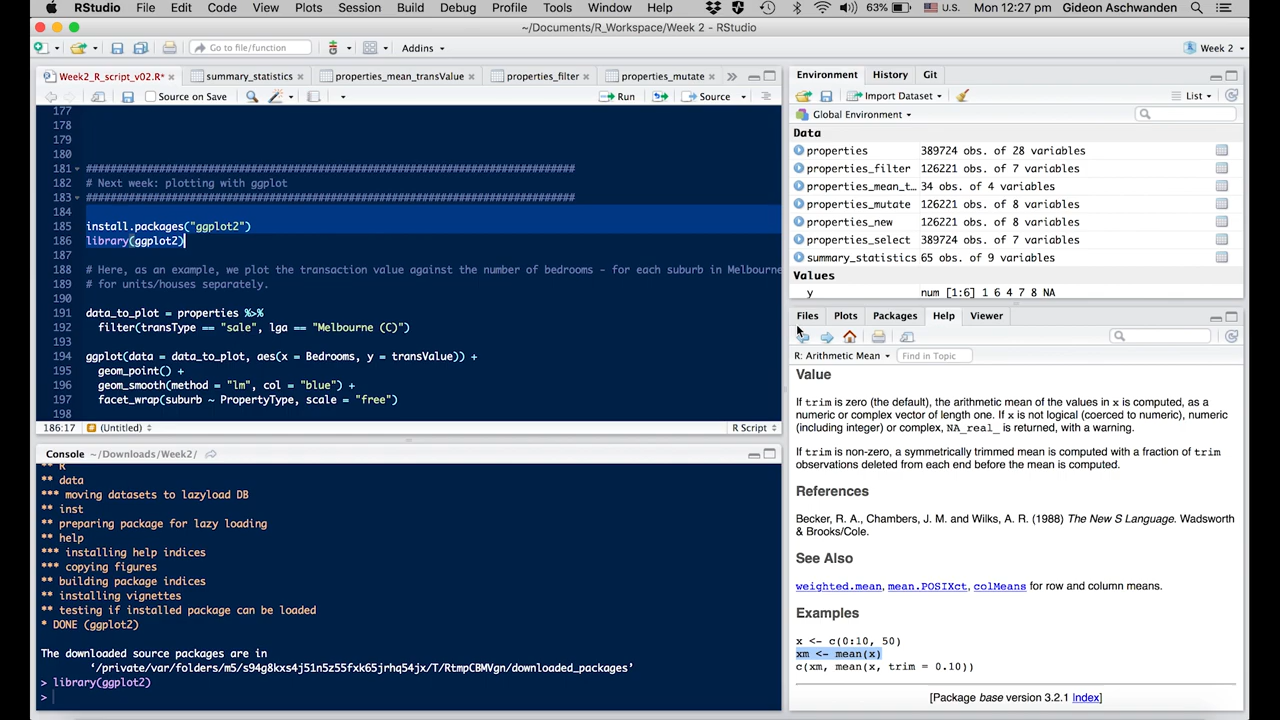 RStudio File Edit Code View Plots Session Build Debug Profile Tools Window Help 63% U.S. Mon 12:27 pm Gideon Aschwanden
~/Documents/R_Workspace/Week 2 - RStudio
Go to file/function Addins Week 2
Week2_R_script_v02.R* summary_statistics properties_mean_transValue properties_filter properties_mutate
Source on Save Run Source
177
178
179
180
181 ################################################################################
182 # Next week: plotting with ggplot
183 ################################################################################
184
185 install.packages("ggplot2")
186 library(ggplot2)
187
188 # Here, as an example, we plot the transaction value against the number of bedrooms - for each suburb in Melbourne
189 # for units/houses separately.
190
191 data_to_plot = properties %>%
192 filter(transType == "sale", lga == "Melbourne (C)")
193
194 ggplot(data = data_to_plot, aes(x = Bedrooms, y = transValue)) +
195 geom_point() +
196 geom_smooth(method = "lm", col = "blue") +
197 facet_wrap(suburb ~ PropertyType, scale = "free")
198
186:17 # (Untitled) R Script
Console ~/Downloads/Week2/
** R
** data
*** moving datasets to lazyload DB
** inst
** preparing package for lazy loading
** help
*** installing help indices
*** copying figures
** building package indices
** installing vignettes
** testing if installed package can be loaded
* DONE (ggplot2)
The downloaded source packages are in
‘/private/var/folders/m5/s94g8kxs4j51n5z55fxk65jrhq54jx/T/RtmpCBMVgn/downloaded_packages’
> library(ggplot2)
>
Environment History Git
Import Dataset List
Global Environment
Data
properties 389724 obs. of 28 variables
properties_filter 126221 obs. of 7 variables
properties_mean_t… 34 obs. of 4 variables
properties_mutate 126221 obs. of 8 variables
properties_new 126221 obs. of 8 variables
properties_select 389724 obs. of 7 variables
summary_statistics 65 obs. of 9 variables
Values
y num [1:6] 1 6 4 7 8 NA
Files Plots Packages Help Viewer
R: Arithmetic Mean Find in Topic
Value
If trim is zero (the default), the arithmetic mean of the values in x is computed, as a
numeric or complex vector of length one. If x is not logical (coerced to numeric), numeric
(including integer) or complex, NA_real_ is returned, with a warning.
If trim is non-zero, a symmetrically trimmed mean is computed with a fraction of trim
observations deleted from each end before the mean is computed.
References
Becker, R. A., Chambers, J. M. and Wilks, A. R. (1988) The New S Language. Wadsworth
& Brooks/Cole.
See Also
weighted.mean, mean.POSIXct, colMeans for row and column means.
Examples
x <- c(0:10, 50)
xm <- mean(x)
c(xm, mean(x, trim = 0.10))
[Package base version 3.2.1 Index]